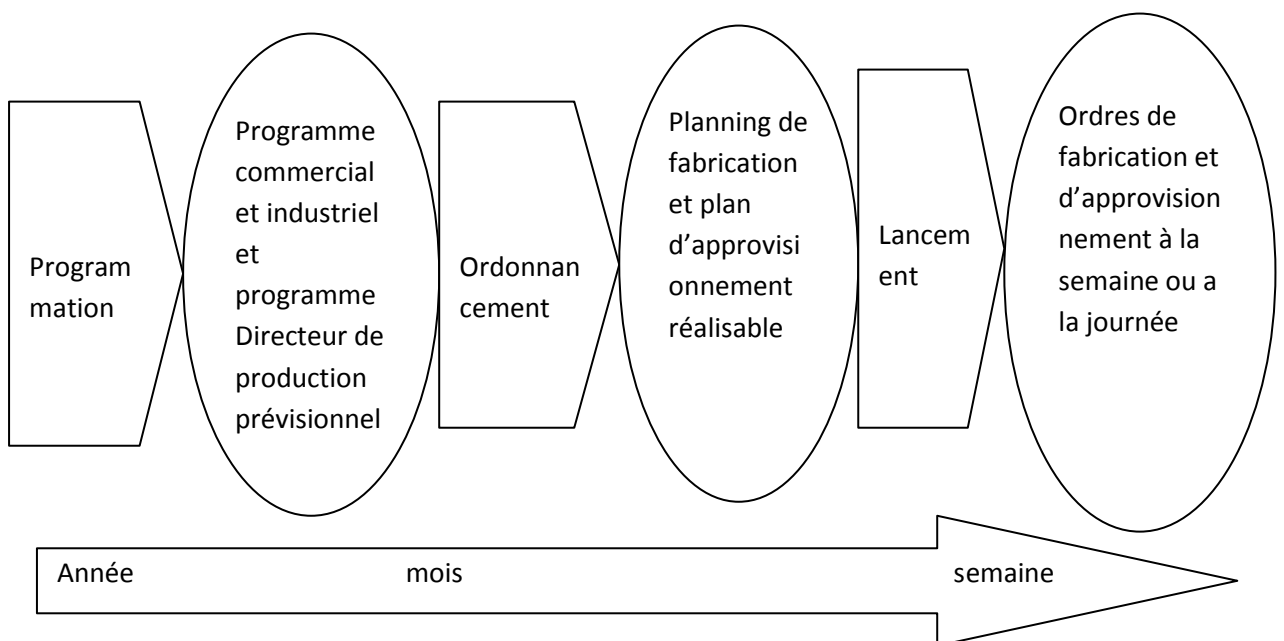 Program
mation
Programme
commercial
et industriel
et
programme
Directeur de
production
prévisionnel
Ordonnan
cement
Planning de
fabrication
et plan
d’approvisi
onnement
réalisable
Lancem
ent
Ordres de
fabrication et
d’approvision
nement à la
semaine ou a
la journée
Année mois semaine